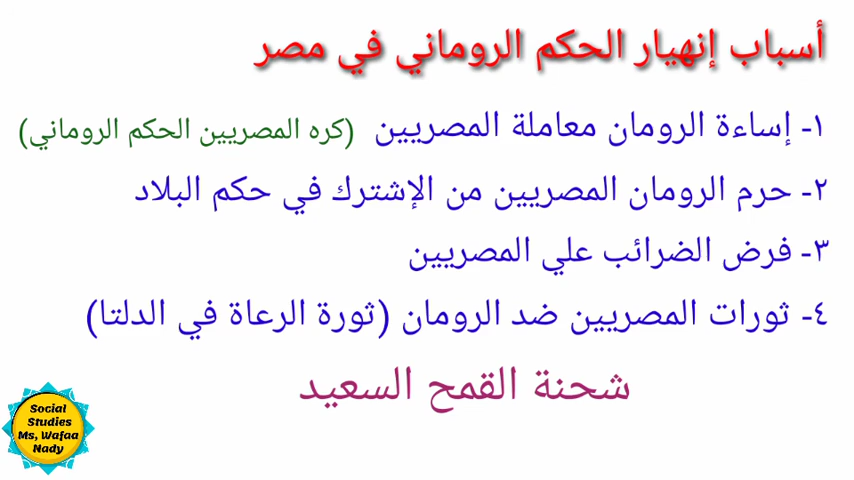 أسباب إنهيار الحكم الروماني في مصر
١- إساءة الرومان معاملة المصريين (كره المصريين الحكم الروماني)
٢- حرم الرومان المصريين من الإشترك في حكم البلاد
٣- فرض الضرائب علي المصريين
٤- ثورات المصريين ضد الرومان (ثورة الرعاة في الدلتا)
شحنة القمح السعيد
Social
Studies
Ms, Wafaa
Nady